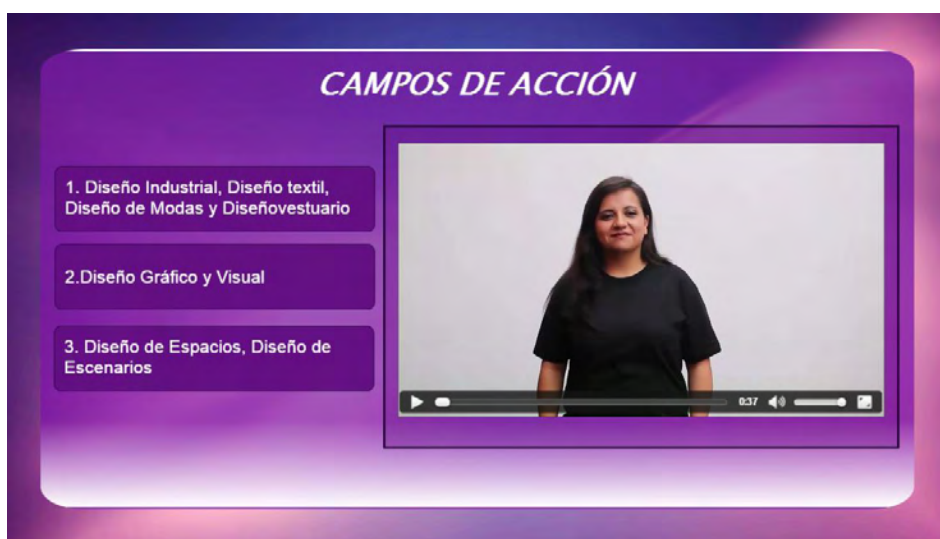 CAMPOS DE ACCIÓN
1. Diseño Industrial, Diseño textil,
Diseño de Modas y Diseñovestuario
2.Diseño Gráfico y Visual
3. Diseño de Espacios, Diseño de
Escenarios
0:37